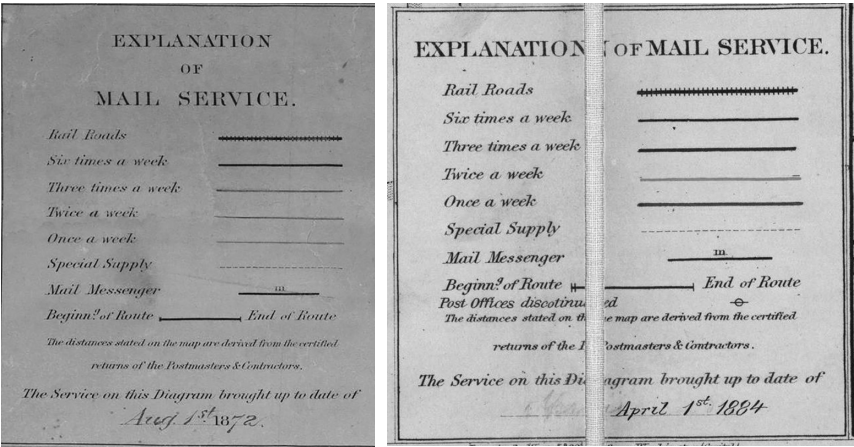 EXPLANATION
OF
MAIL SERVICE.
Rail Roads
Six times a week
Three times a week
Twice a week
Once a week
Special Supply
Mail Messenger m
Beginn.g of Route End of Route
The distances stated on the map are derived from the certified
returns of the Postmasters & Contractors.
The Service on this Diagram brought up to date of
Aug 1st. 1872.
EXPLANATION OF MAIL SERVICE.
Rail Roads
Six times a week
Three times a week
Twice a week
Once a week
Special Supply
Mail Messenger m
Beginn.g of Route End of Route
Post Offices discotinued
The distances stated on the map are derived from the certified
returns of the Postmasters & Contractors.
The Service on this Diagram brought up to date of
April 1st. 1884